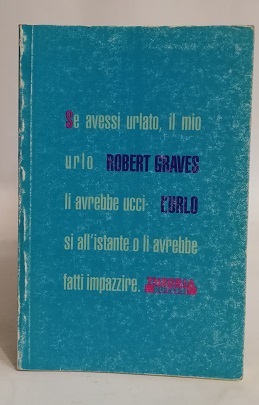 Se avessi urlato, il mio
urlo ROBERT GRAVES
li avrebbe ucci- L'URLO
si all'istante o li avrebbe
fatti impazzire.